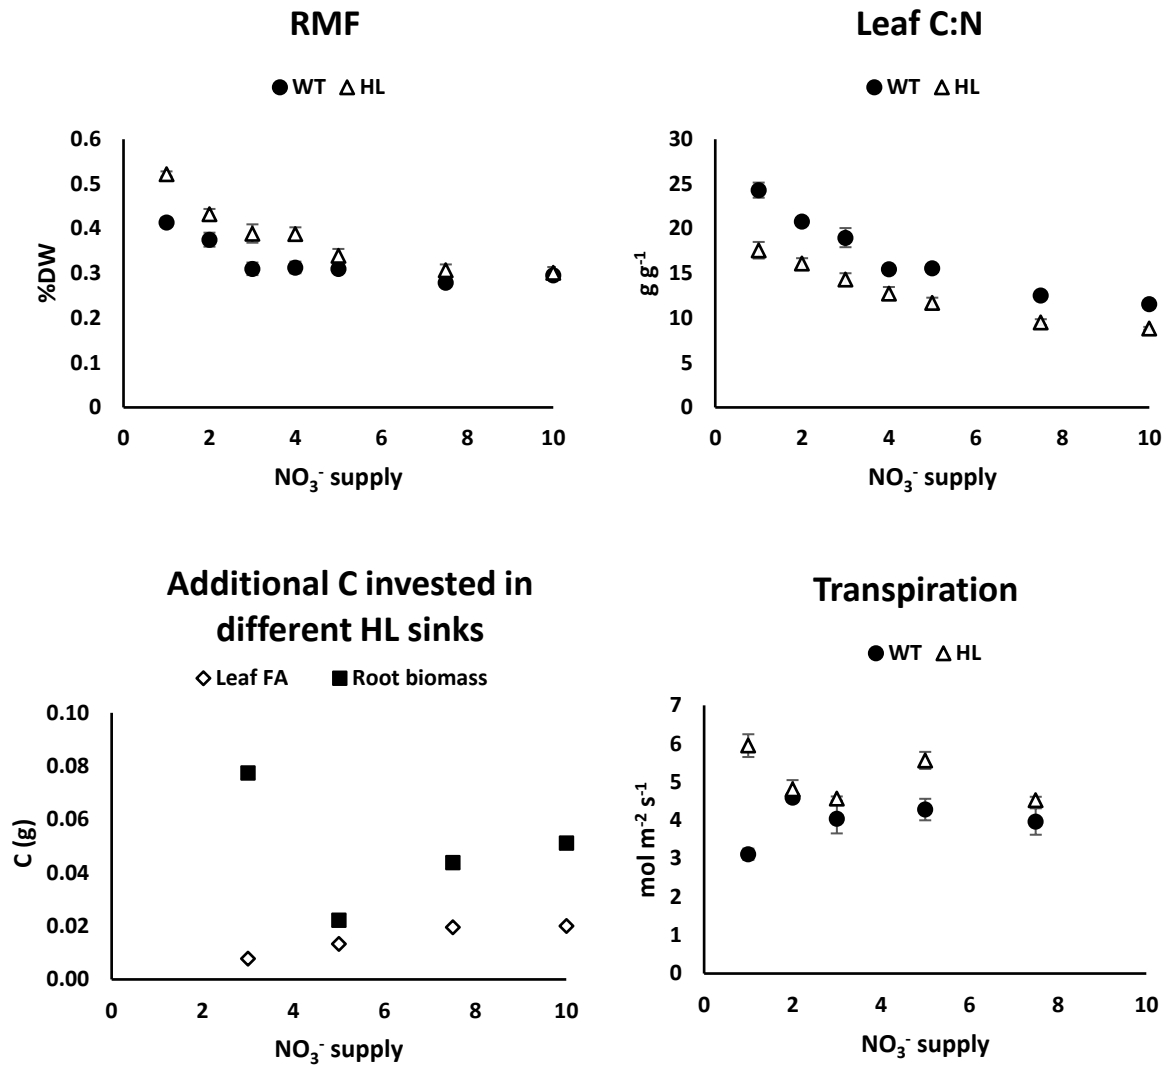 RMF
● WT △ HL
0.6
0.5
0.4
0.3
0.2
0.1
0
%DW
0 2 4 6 8 10
NO₃⁻ supply
Leaf C:N
● WT △ HL
30
25
20
15
10
5
0
g g⁻¹
0 2 4 6 8 10
NO₃⁻ supply
Additional C invested in
different HL sinks
◇ Leaf FA ■ Root biomass
0.10
0.08
0.06
0.04
0.02
0.00
C (g)
0 2 4 6 8 10
NO₃⁻ supply
Transpiration
● WT △ HL
7
6
5
4
3
2
1
0
mol m⁻² s⁻¹
0 2 4 6 8 10
NO₃⁻ supply